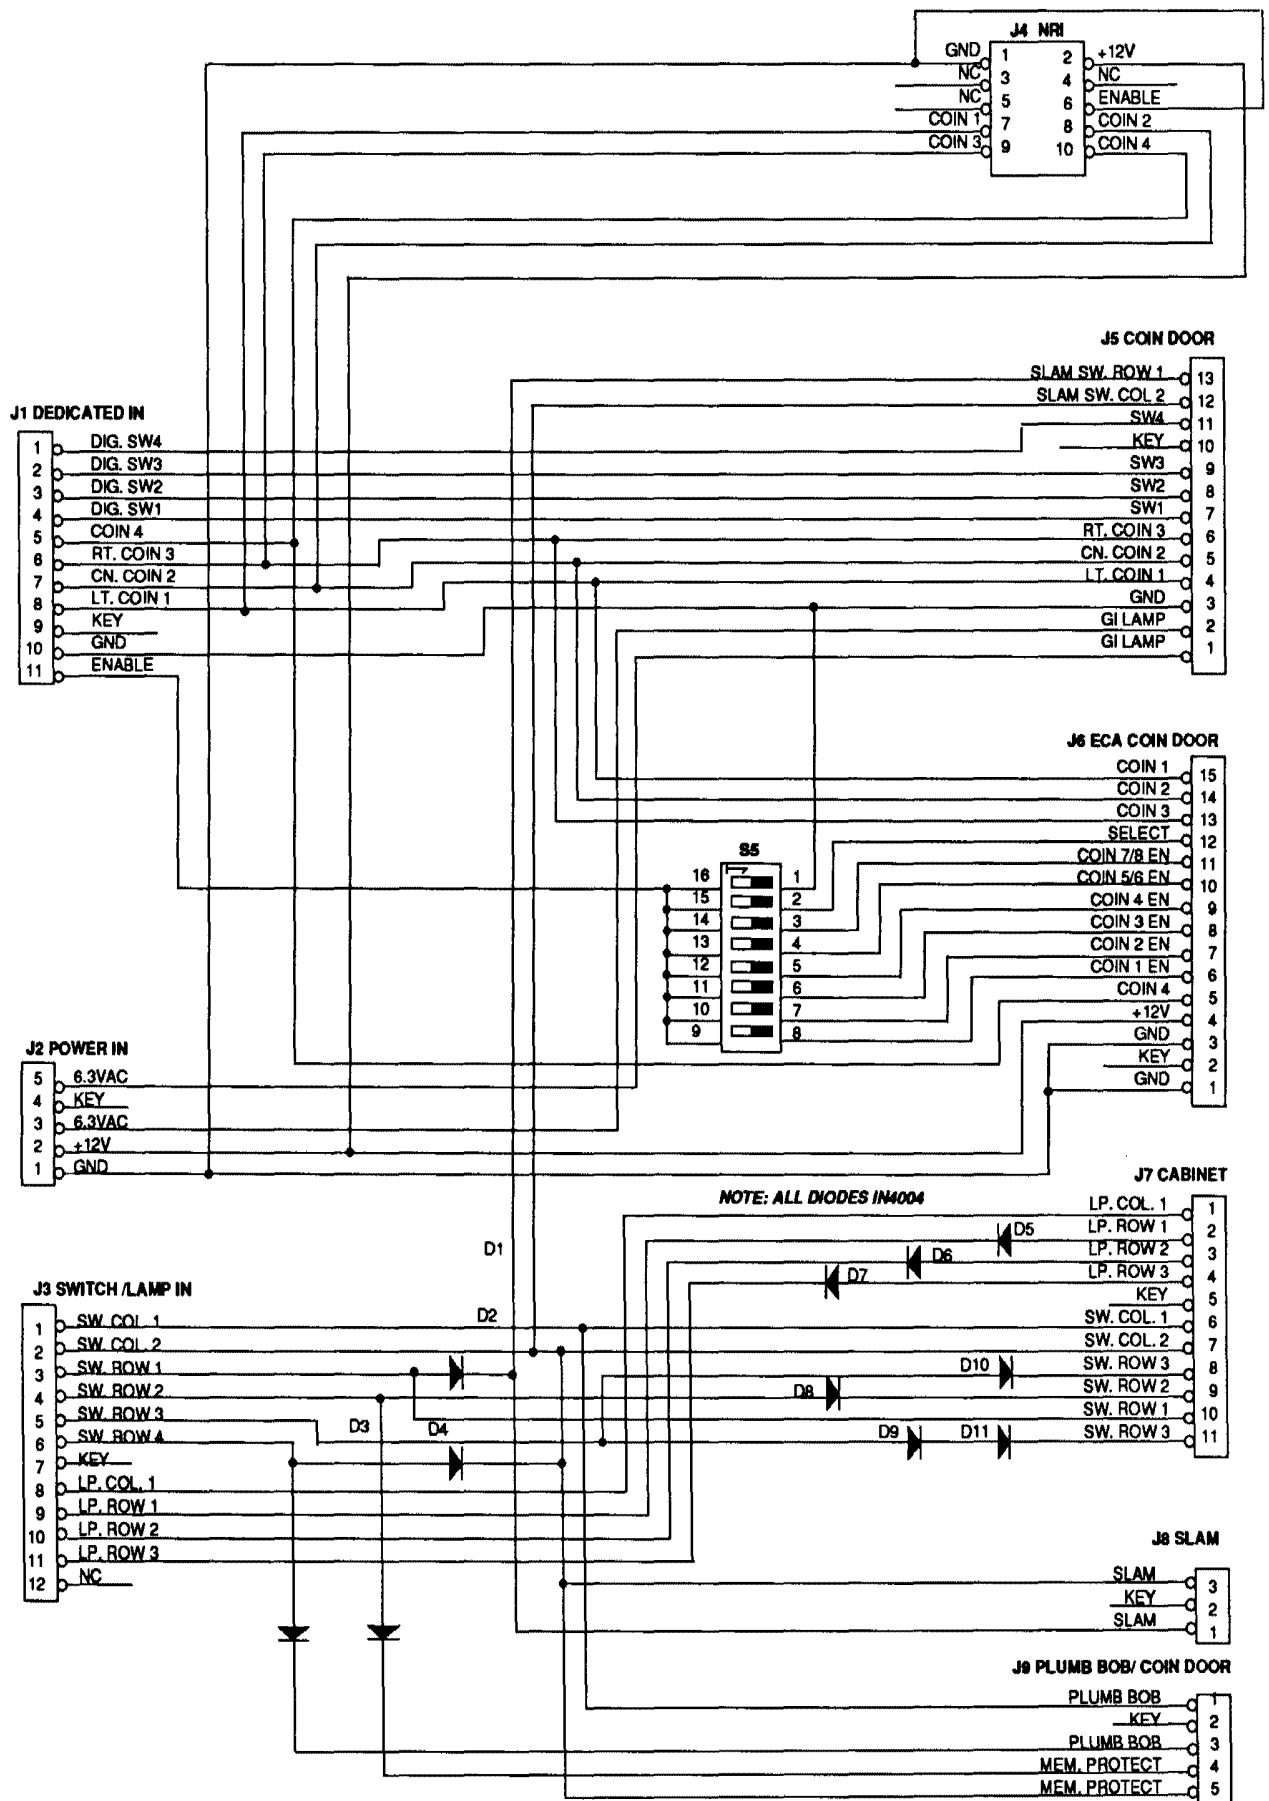 J4 NRI
GND 1 2 +12V
NC 3 4 NC
NC 5 6 ENABLE
COIN 1 7 8 COIN 2
COIN 3 9 10 COIN 4
J5 COIN DOOR
SLAM SW. ROW 1 13
SLAM SW. COL 2 12
SW4 11
KEY 10
SW3 9
SW2 8
SW1 7
RT. COIN 3 6
CN. COIN 2 5
LT. COIN 1 4
GND 3
GI LAMP 2
GI LAMP 1
J1 DEDICATED IN
1 DIG. SW4
2 DIG. SW3
3 DIG. SW2
4 DIG. SW1
5 COIN 4
6 RT. COIN 3
7 CN. COIN 2
8 LT. COIN 1
9 KEY
10 GND
11 ENABLE
J6 ECA COIN DOOR
COIN 1 15
COIN 2 14
COIN 3 13
SELECT 12
COIN 7/8 EN 11
COIN 5/6 EN 10
COIN 4 EN 9
COIN 3 EN 8
COIN 2 EN 7
COIN 1 EN 6
COIN 4 5
+12V 4
GND 3
KEY 2
GND 1
S5
16 1
15 2
14 3
13 4
12 5
11 6
10 7
9 8
J2 POWER IN
5 6.3VAC
4 KEY
3 6.3VAC
2 +12V
1 GND
NOTE: ALL DIODES IN4004
J7 CABINET
LP. COL. 1 1
LP. ROW 1 2
LP. ROW 2 3
LP. ROW 3 4
KEY 5
SW. COL. 1 6
SW. COL. 2 7
SW. ROW 3 8
SW. ROW 2 9
SW. ROW 1 10
SW. ROW 3 11
D5
D6
D7
D1
D2
D10
D8
D3
D4
D9
D11
J3 SWITCH /LAMP IN
1 SW. COL. 1
2 SW. COL. 2
3 SW. ROW 1
4 SW. ROW 2
5 SW. ROW 3
6 SW. ROW 4
7 KEY
8 LP. COL. 1
9 LP. ROW 1
10 LP. ROW 2
11 LP. ROW 3
12 NC
J8 SLAM
SLAM 3
KEY 2
SLAM 1
J9 PLUMB BOB/ COIN DOOR
PLUMB BOB 1
KEY 2
PLUMB BOB 3
MEM. PROTECT 4
MEM. PROTECT 5